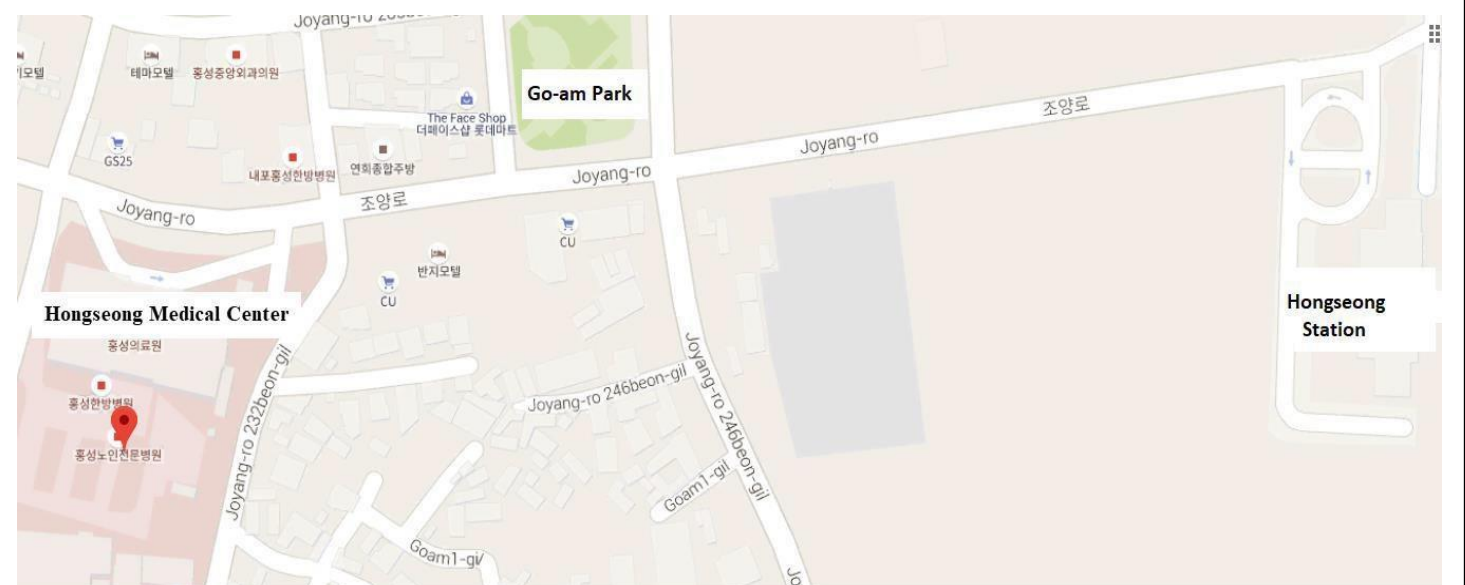 Joyang-ro
테마모텔
홍성중앙외과의원
Go-am Park
The Face Shop
더페이스샵 롯데마트
조양로
Joyang-ro
GS25
내포홍성한방병원
연희종합주방
Joyang-ro
Joyang-ro
조양로
CU
반지모텔
CU
Hongseong Medical Center
홍성의료원
Hongseong
Station
홍성한방병원
홍성노인전문병원
Joyang-ro 232beon-gil
Joyang-ro 246beon-gil
Joyang-ro 246beon-gil
Goam1-gil
Goam1-gil
Jo